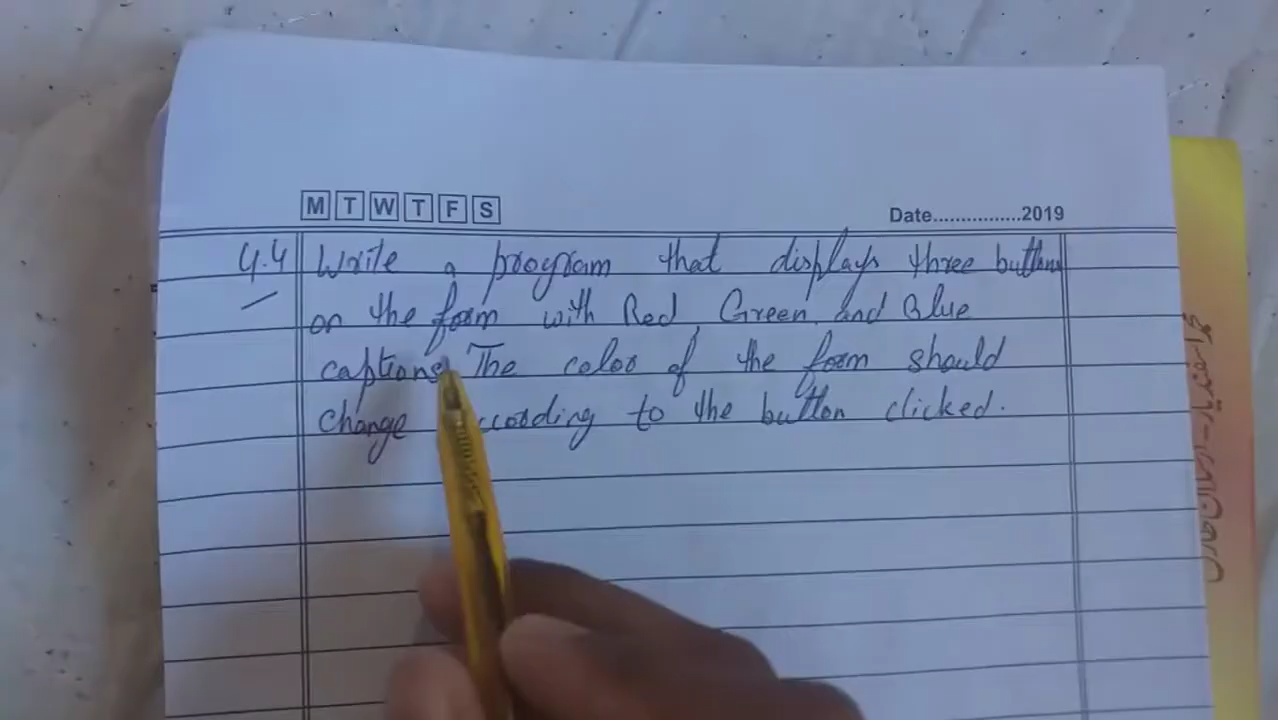 M T W T F S
Date................2019
4.4 Write a program that displays three buttons
on the form with Red, Green, and Blue
captions. The color of the form should
change according to the button clicked.